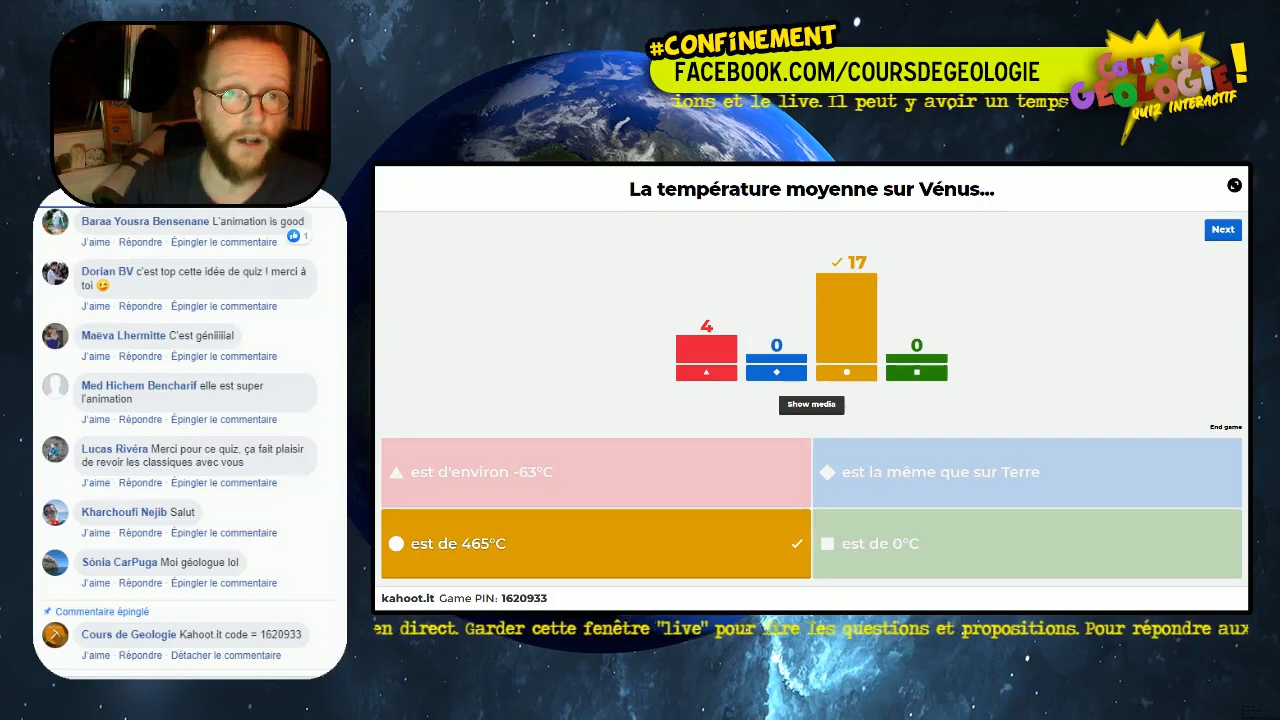 #CONFINEMENT
FACEBOOK.COM/COURSDEGEOLOGIE
Cours de
GEOLOGIE!
QUIZ INTERACTIF
ions et le live. Il peut y avoir un temps
La température moyenne sur Vénus...
Next
17
4
0
0
Show media
End game
est d'environ -63°C
est la même que sur Terre
est de 465°C
est de 0°C
kahoot.it Game PIN: 1620933
en direct. Garder cette fenêtre "live" pour lire les questions et propositions. Pour répondre aux
Baraa Yousra Bensenane L'animation is good
J'aime · Répondre · Épingler le commentaire
1
Dorian BV c'est top cette idée de quiz ! merci à
toi 😉
J'aime · Répondre · Épingler le commentaire
Maëva Lhermitte C'est géniiiiial
J'aime · Répondre · Épingler le commentaire
Med Hichem Bencharif elle est super
l'animation
J'aime · Répondre · Épingler le commentaire
Lucas Rivéra Merci pour ce quiz, ça fait plaisir
de revoir les classiques avec vous
J'aime · Répondre · Épingler le commentaire
Kharchoufi Nejib Salut
J'aime · Répondre · Épingler le commentaire
Sónia CarPuga Moi géologue lol
J'aime · Répondre · Épingler le commentaire
Commentaire épinglé
Cours de Geologie Kahoot.it code = 1620933
J'aime · Répondre · Détacher le commentaire